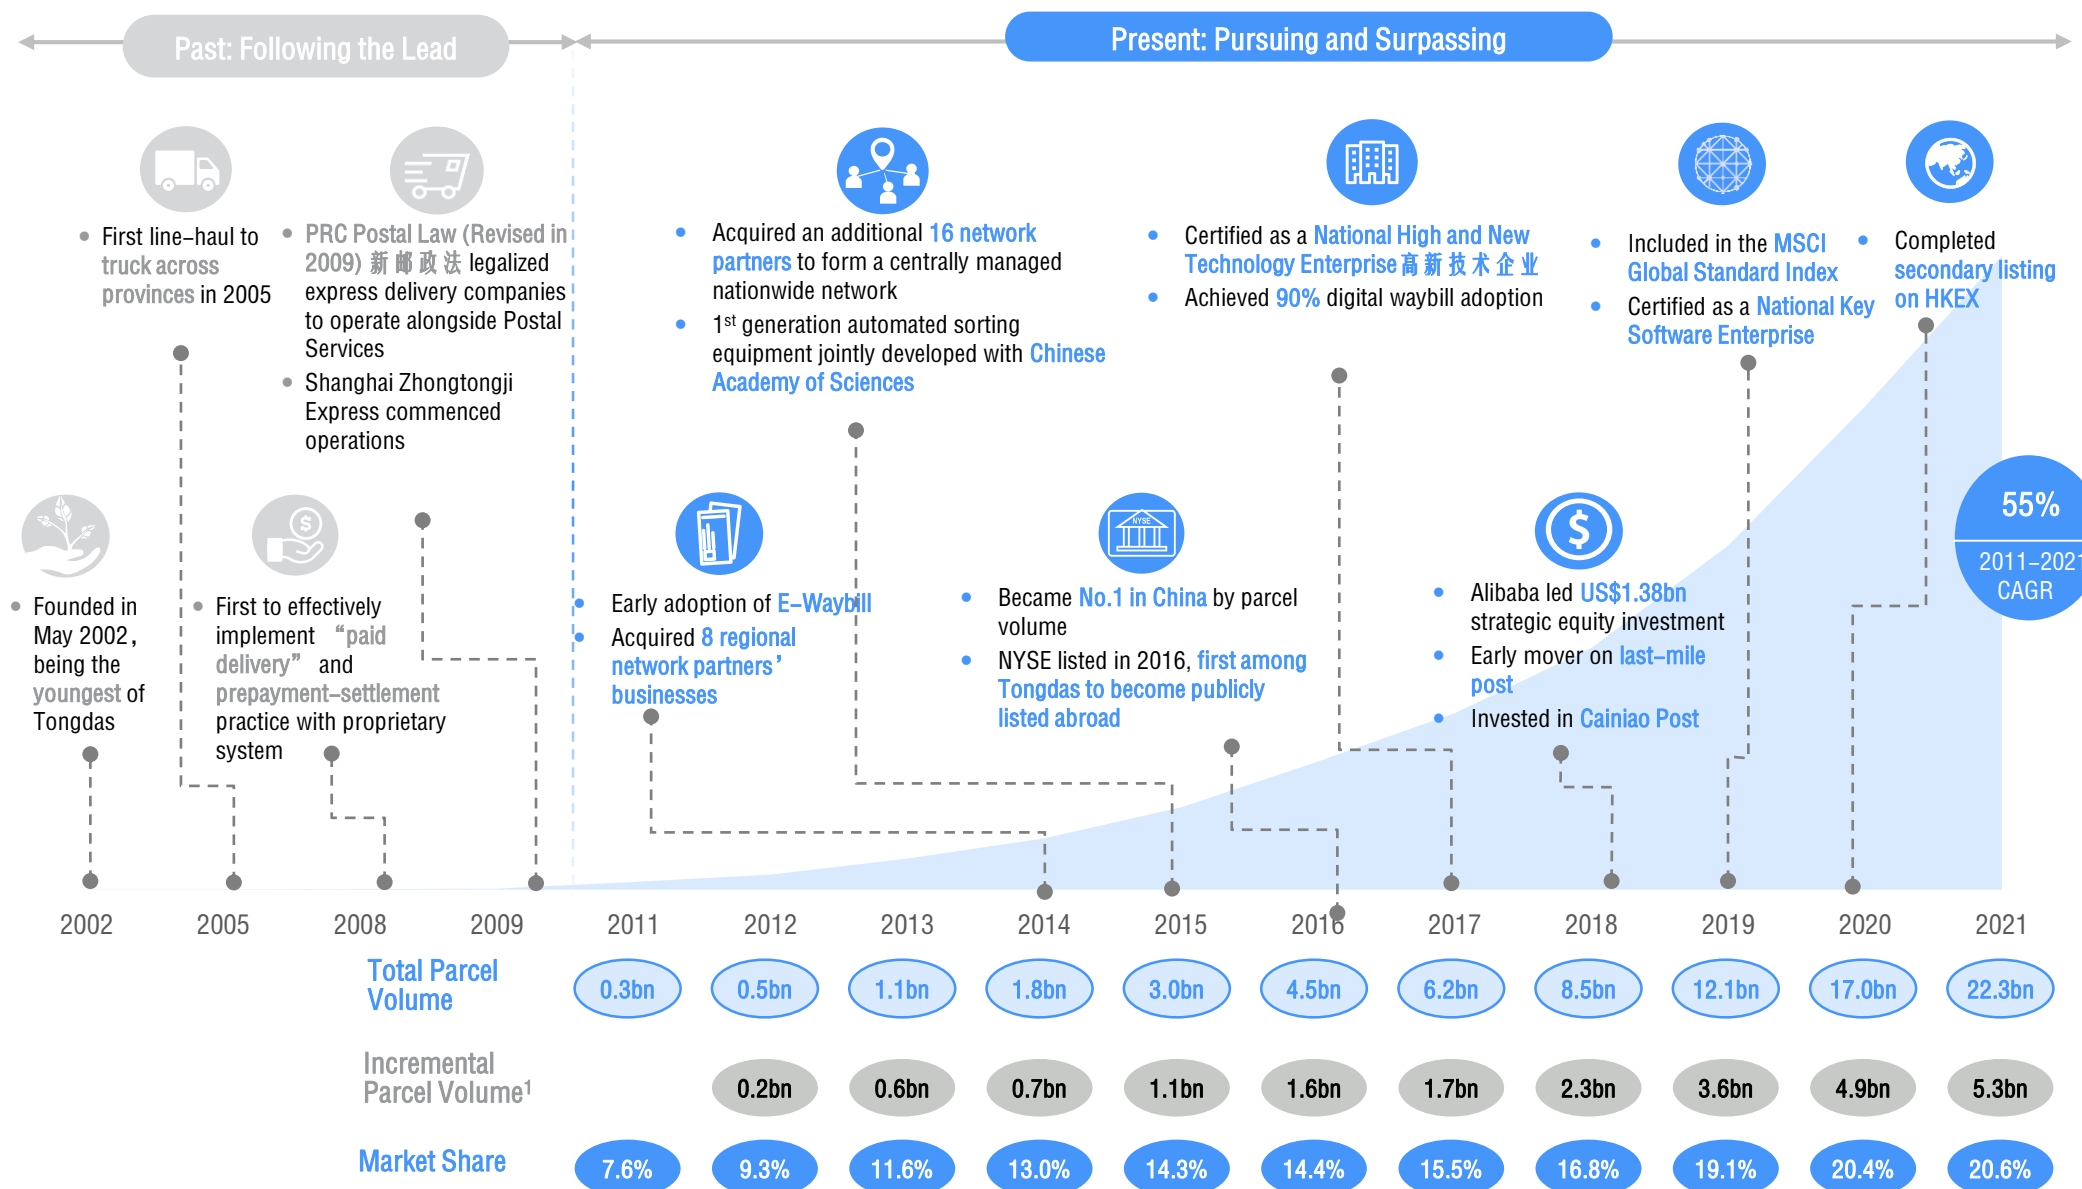 Past: Following the Lead
Present: Pursuing and Surpassing
• First line–haul to
truck across
provinces in 2005
• PRC Postal Law (Revised in
2009) 新邮政法 legalized
express delivery companies
to operate alongside Postal
Services
• Shanghai Zhongtongji
Express commenced
operations
• Acquired an additional 16 network
partners to form a centrally managed
nationwide network
• 1st generation automated sorting
equipment jointly developed with Chinese
Academy of Sciences
• Certified as a National High and New
Technology Enterprise高新技术企业
• Achieved 90% digital waybill adoption
• Included in the MSCI
Global Standard Index
• Certified as a National Key
Software Enterprise
• Completed
secondary listing
on HKEX
• Founded in
May 2002,
being the
youngest of
Tongdas
• First to effectively
implement “paid
delivery” and
prepayment–settlement
practice with proprietary
system
• Early adoption of E–Waybill
• Acquired 8 regional
network partners’
businesses
NYSE
• Became No.1 in China by parcel
volume
• NYSE listed in 2016, first among
Tongdas to become publicly
listed abroad
$
• Alibaba led US$1.38bn
strategic equity investment
• Early mover on last–mile
post
• Invested in Cainiao Post
55%
2011–2021
CAGR
2002 2005 2008 2009 2011 2012 2013 2014 2015 2016 2017 2018 2019 2020 2021
Total Parcel
Volume
0.3bn 0.5bn 1.1bn 1.8bn 3.0bn 4.5bn 6.2bn 8.5bn 12.1bn 17.0bn 22.3bn
Incremental
Parcel Volume1
0.2bn 0.6bn 0.7bn 1.1bn 1.6bn 1.7bn 2.3bn 3.6bn 4.9bn 5.3bn
Market Share
7.6% 9.3% 11.6% 13.0% 14.3% 14.4% 15.5% 16.8% 19.1% 20.4% 20.6%